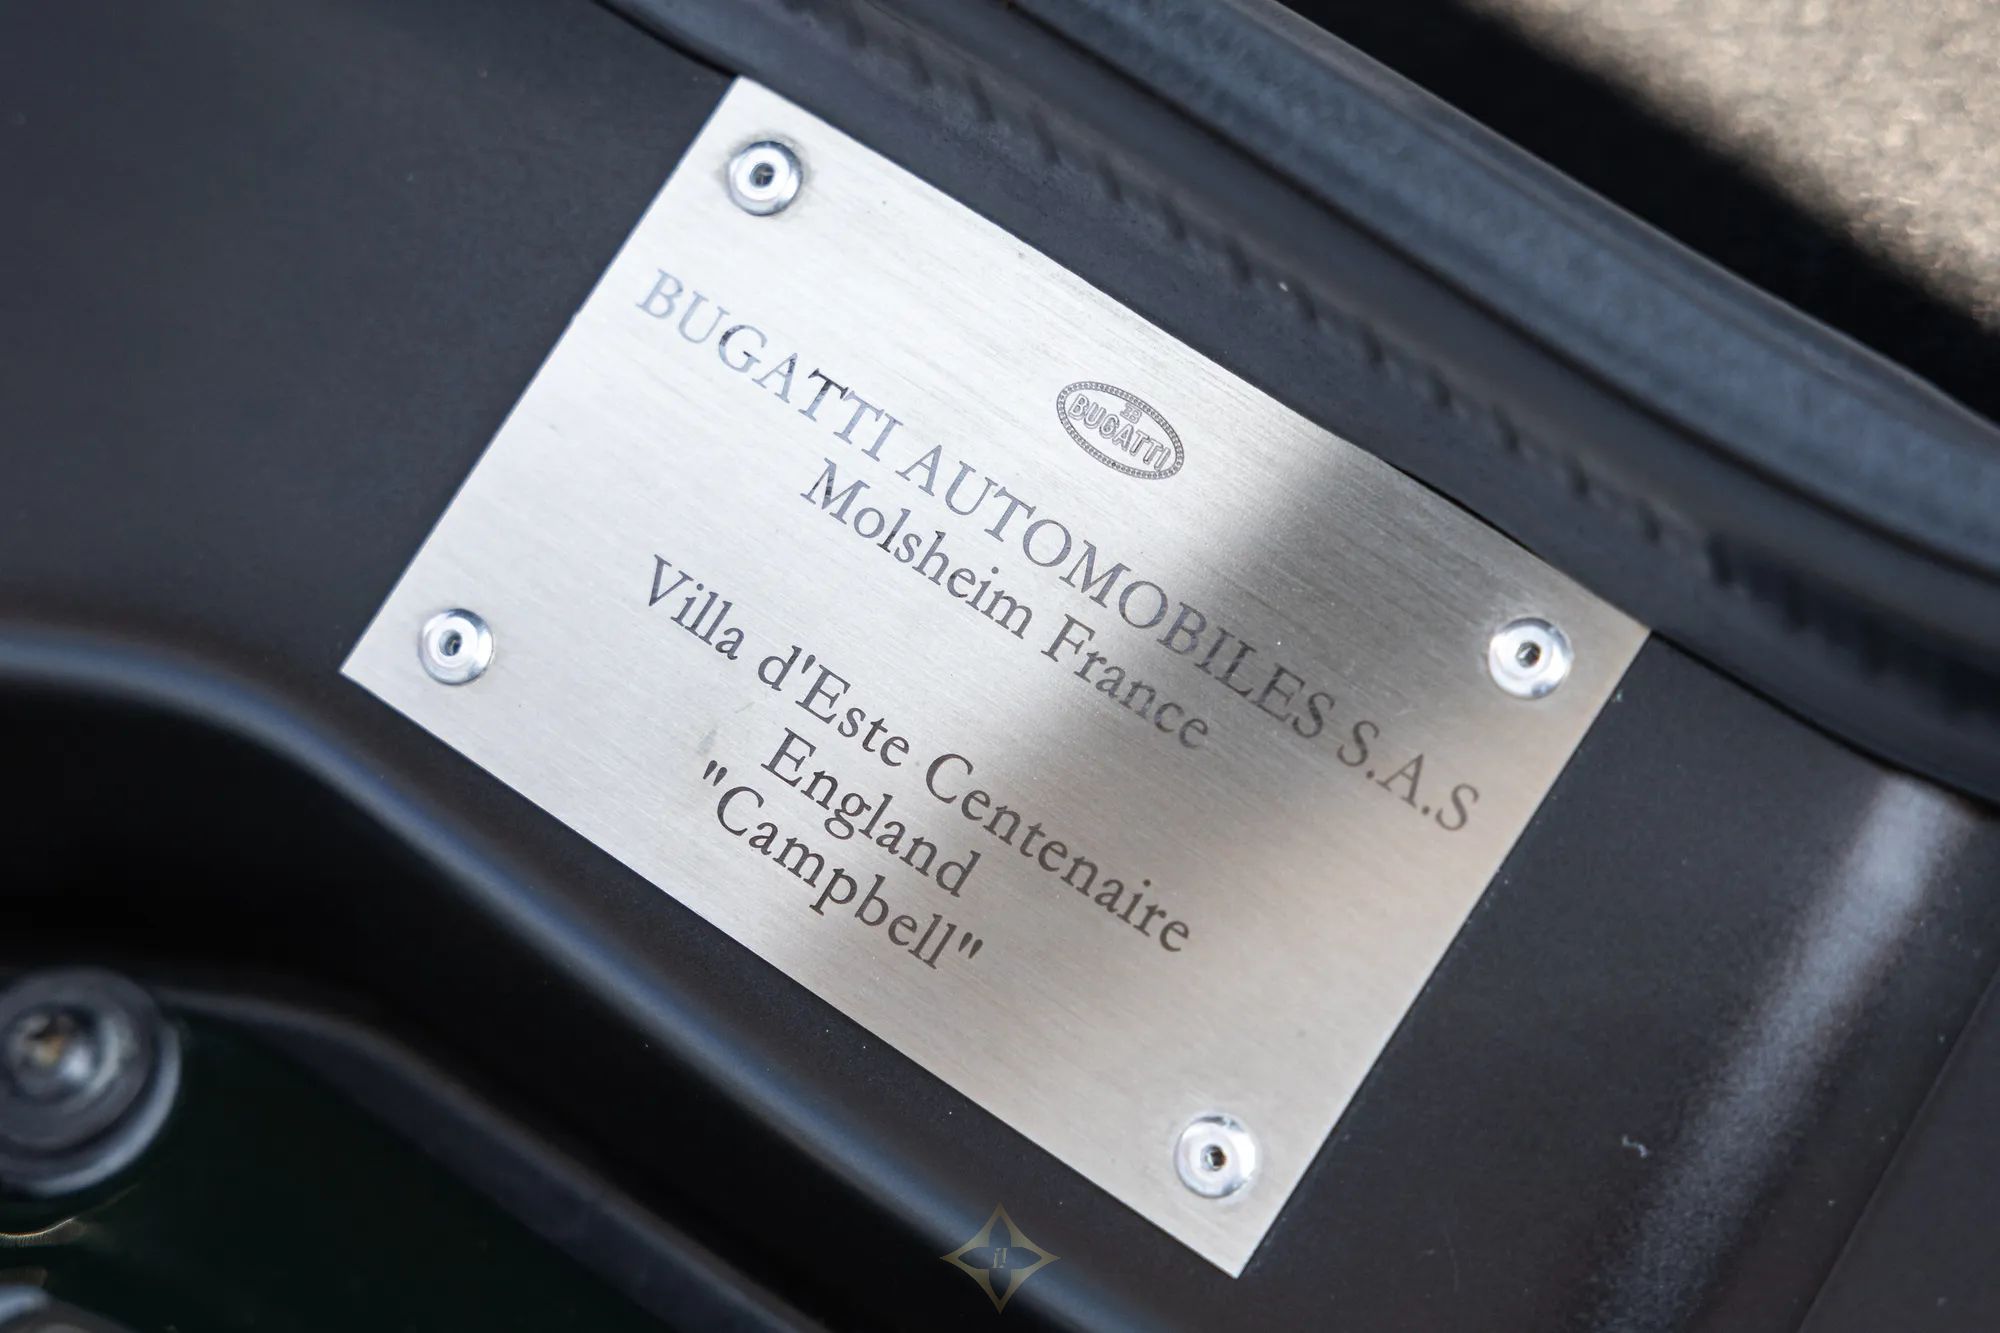 BUGATTI
BUGATTI AUTOMOBILES S.A.S
Molsheim France
Villa d'Este Centenaire
England
"Campbell"